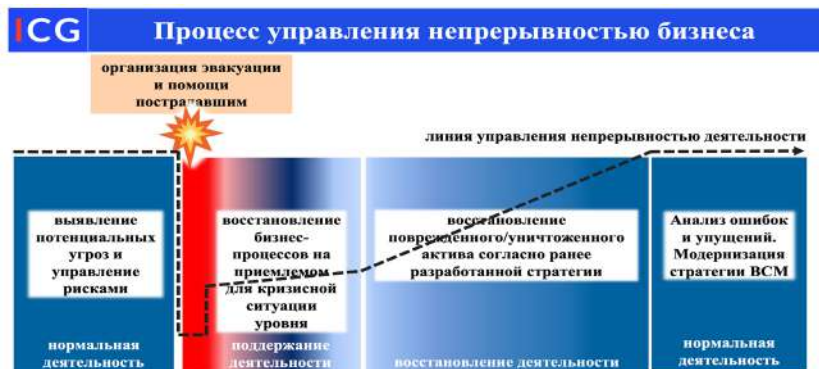 ICG
Процесс управления непрерывностью бизнеса
организация эвакуации
и помощи
пострадавшим
линия управления непрерывностью деятельности
выявление
потенциальных
угроз и
управление
рисками
восстановление
бизнес-
процессов на
приемлемом
для кризисной
ситуации
уровня
восстановление
поврежденного/уничтоженного
актива согласно ранее
разработанной стратегии
Анализ ошибок
и упущений.
Модернизация
стратегии ВСМ
нормальная
деятельность
поддержание
деятельности
восстановление деятельности
нормальная
деятельность